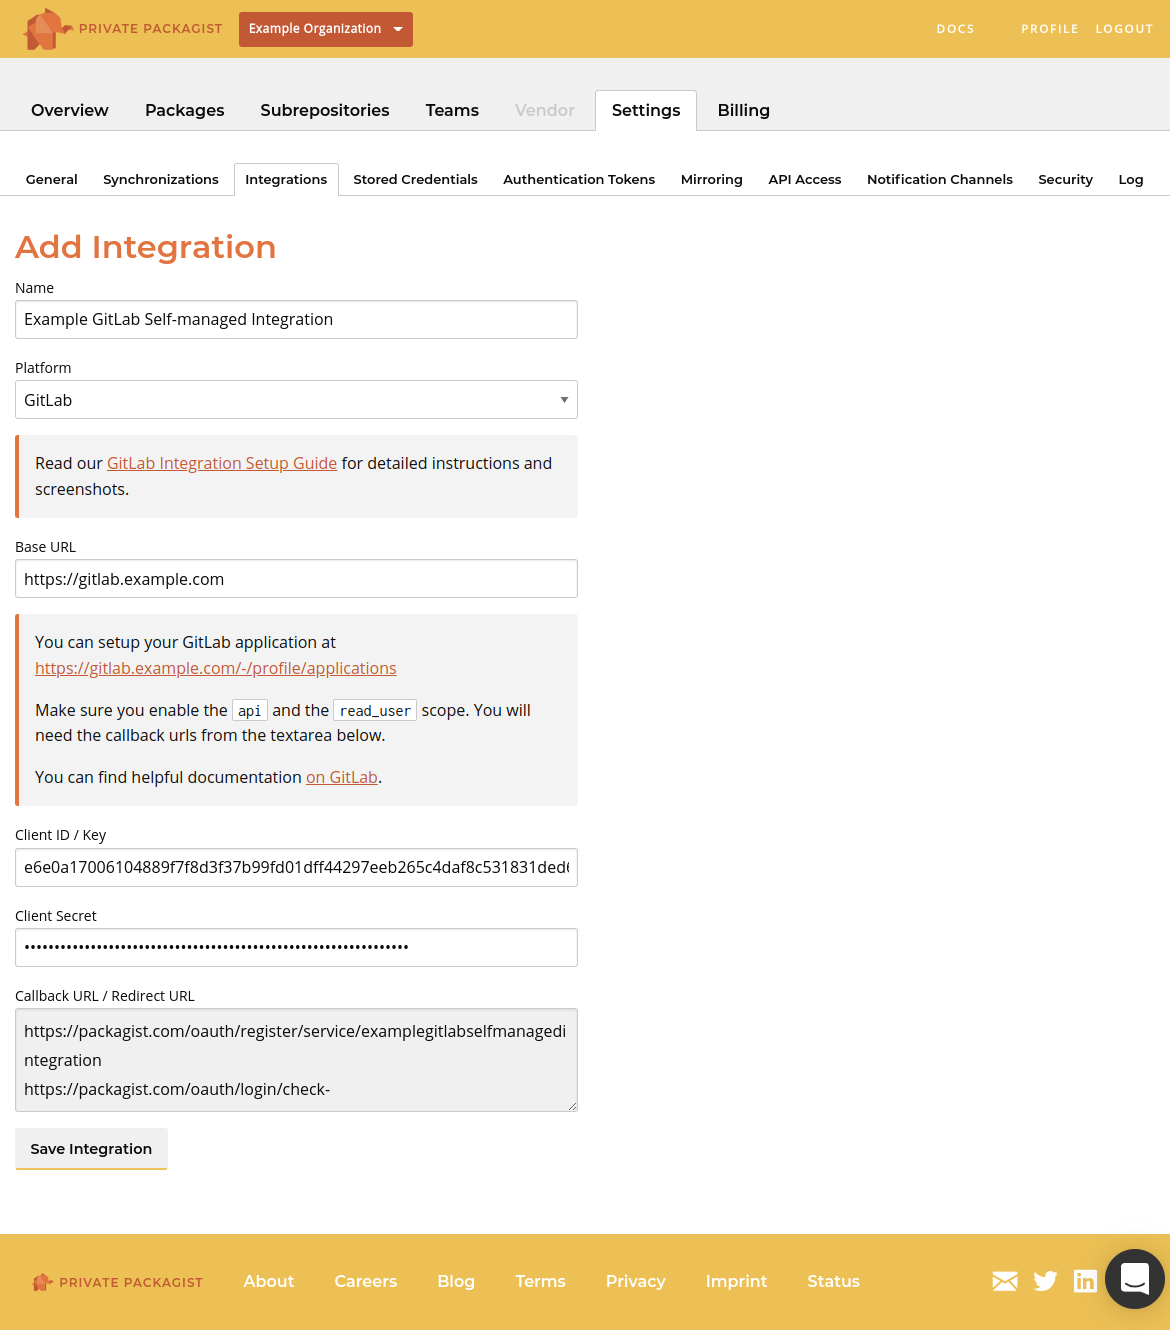 PRIVATE PACKAGIST
Example Organization
DOCS
PROFILE
LOGOUT
Overview
Packages
Subrepositories
Teams
Vendor
Settings
Billing
General
Synchronizations
Integrations
Stored Credentials
Authentication Tokens
Mirroring
API Access
Notification Channels
Security
Log
Add Integration
Name
Example GitLab Self-managed Integration
Platform
GitLab
Read our GitLab Integration Setup Guide for detailed instructions and
screenshots.
Base URL
https://gitlab.example.com
You can setup your GitLab application at
https://gitlab.example.com/-/profile/applications
Make sure you enable the api and the read_user scope. You will
need the callback urls from the textarea below.
You can find helpful documentation on GitLab.
Client ID / Key
e6e0a17006104889f7f8d3f37b99fd01dff44297eeb265c4daf8c531831ded6
Client Secret
••••••••••••••••••••••••••••••••••••••••••••••••••••••••••••••••
Callback URL / Redirect URL
https://packagist.com/oauth/register/service/examplegitlabselfmanagedi
ntegration
https://packagist.com/oauth/login/check-
Save Integration
PRIVATE PACKAGIST
About
Careers
Blog
Terms
Privacy
Imprint
Status